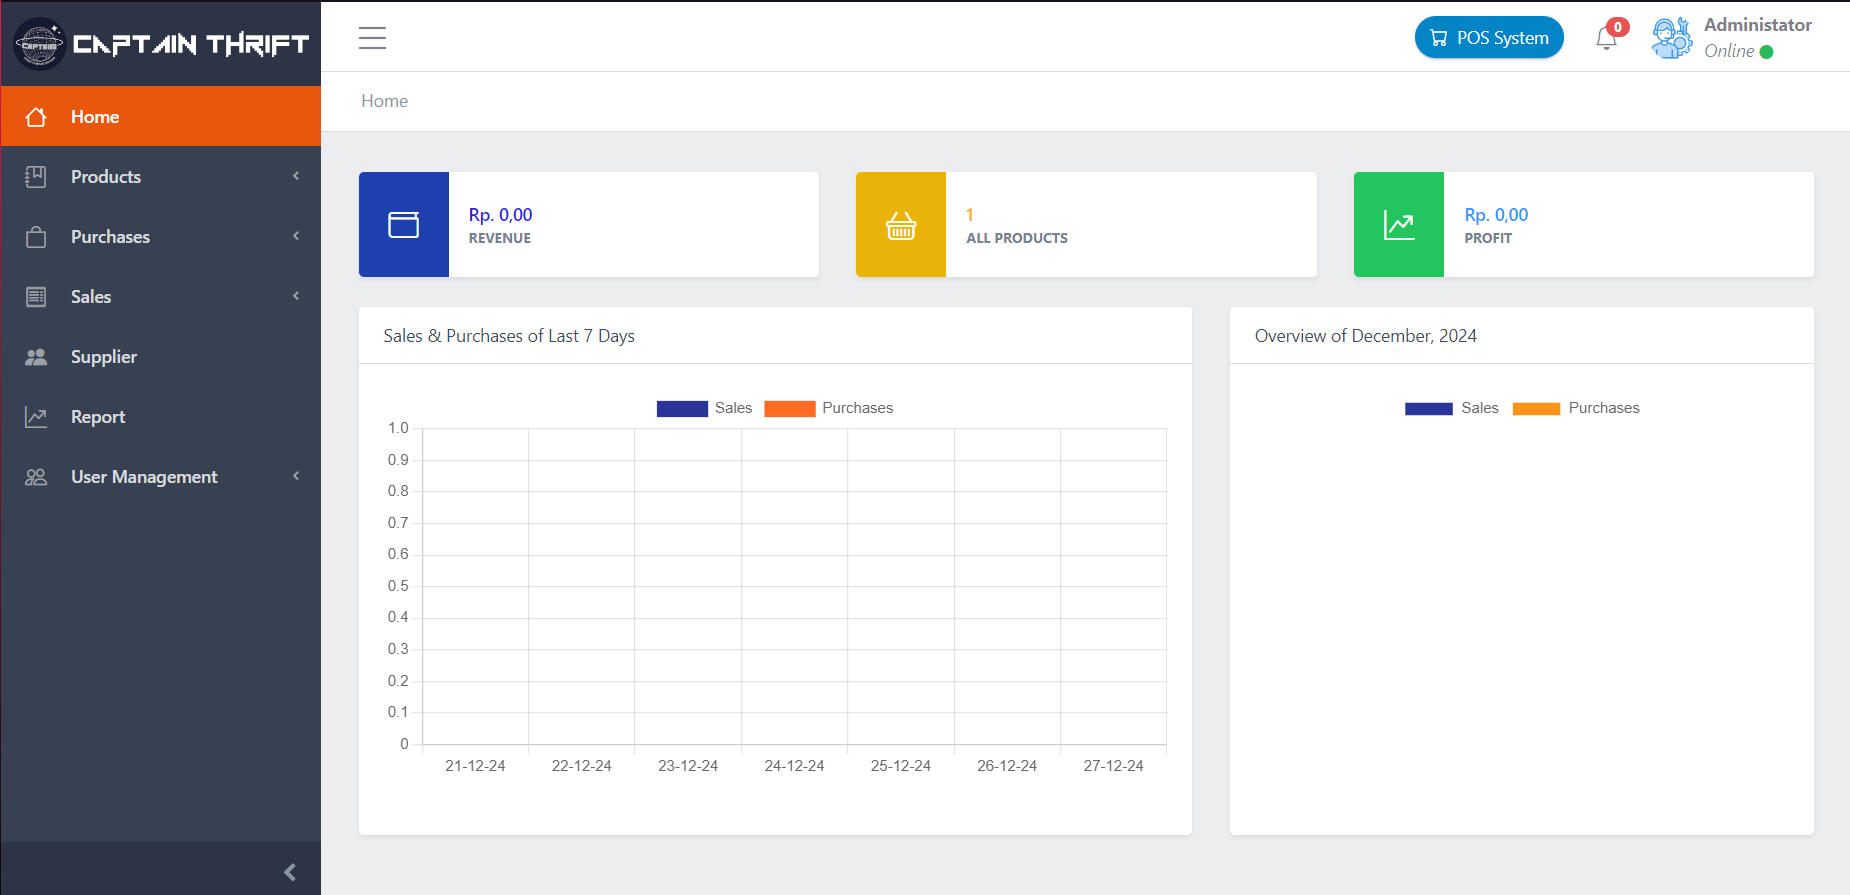 CAPTAIN
CAPTAIN THRIFT
POS System
0
Administator
Online
Home
Home
Products
Purchases
Sales
Supplier
Report
User Management
Rp. 0,00
REVENUE
1
ALL PRODUCTS
Rp. 0,00
PROFIT
Sales & Purchases of Last 7 Days
Sales Purchases
1.0
0.9
0.8
0.7
0.6
0.5
0.4
0.3
0.2
0.1
0
21-12-24 22-12-24 23-12-24 24-12-24 25-12-24 26-12-24 27-12-24
Overview of December, 2024
Sales Purchases